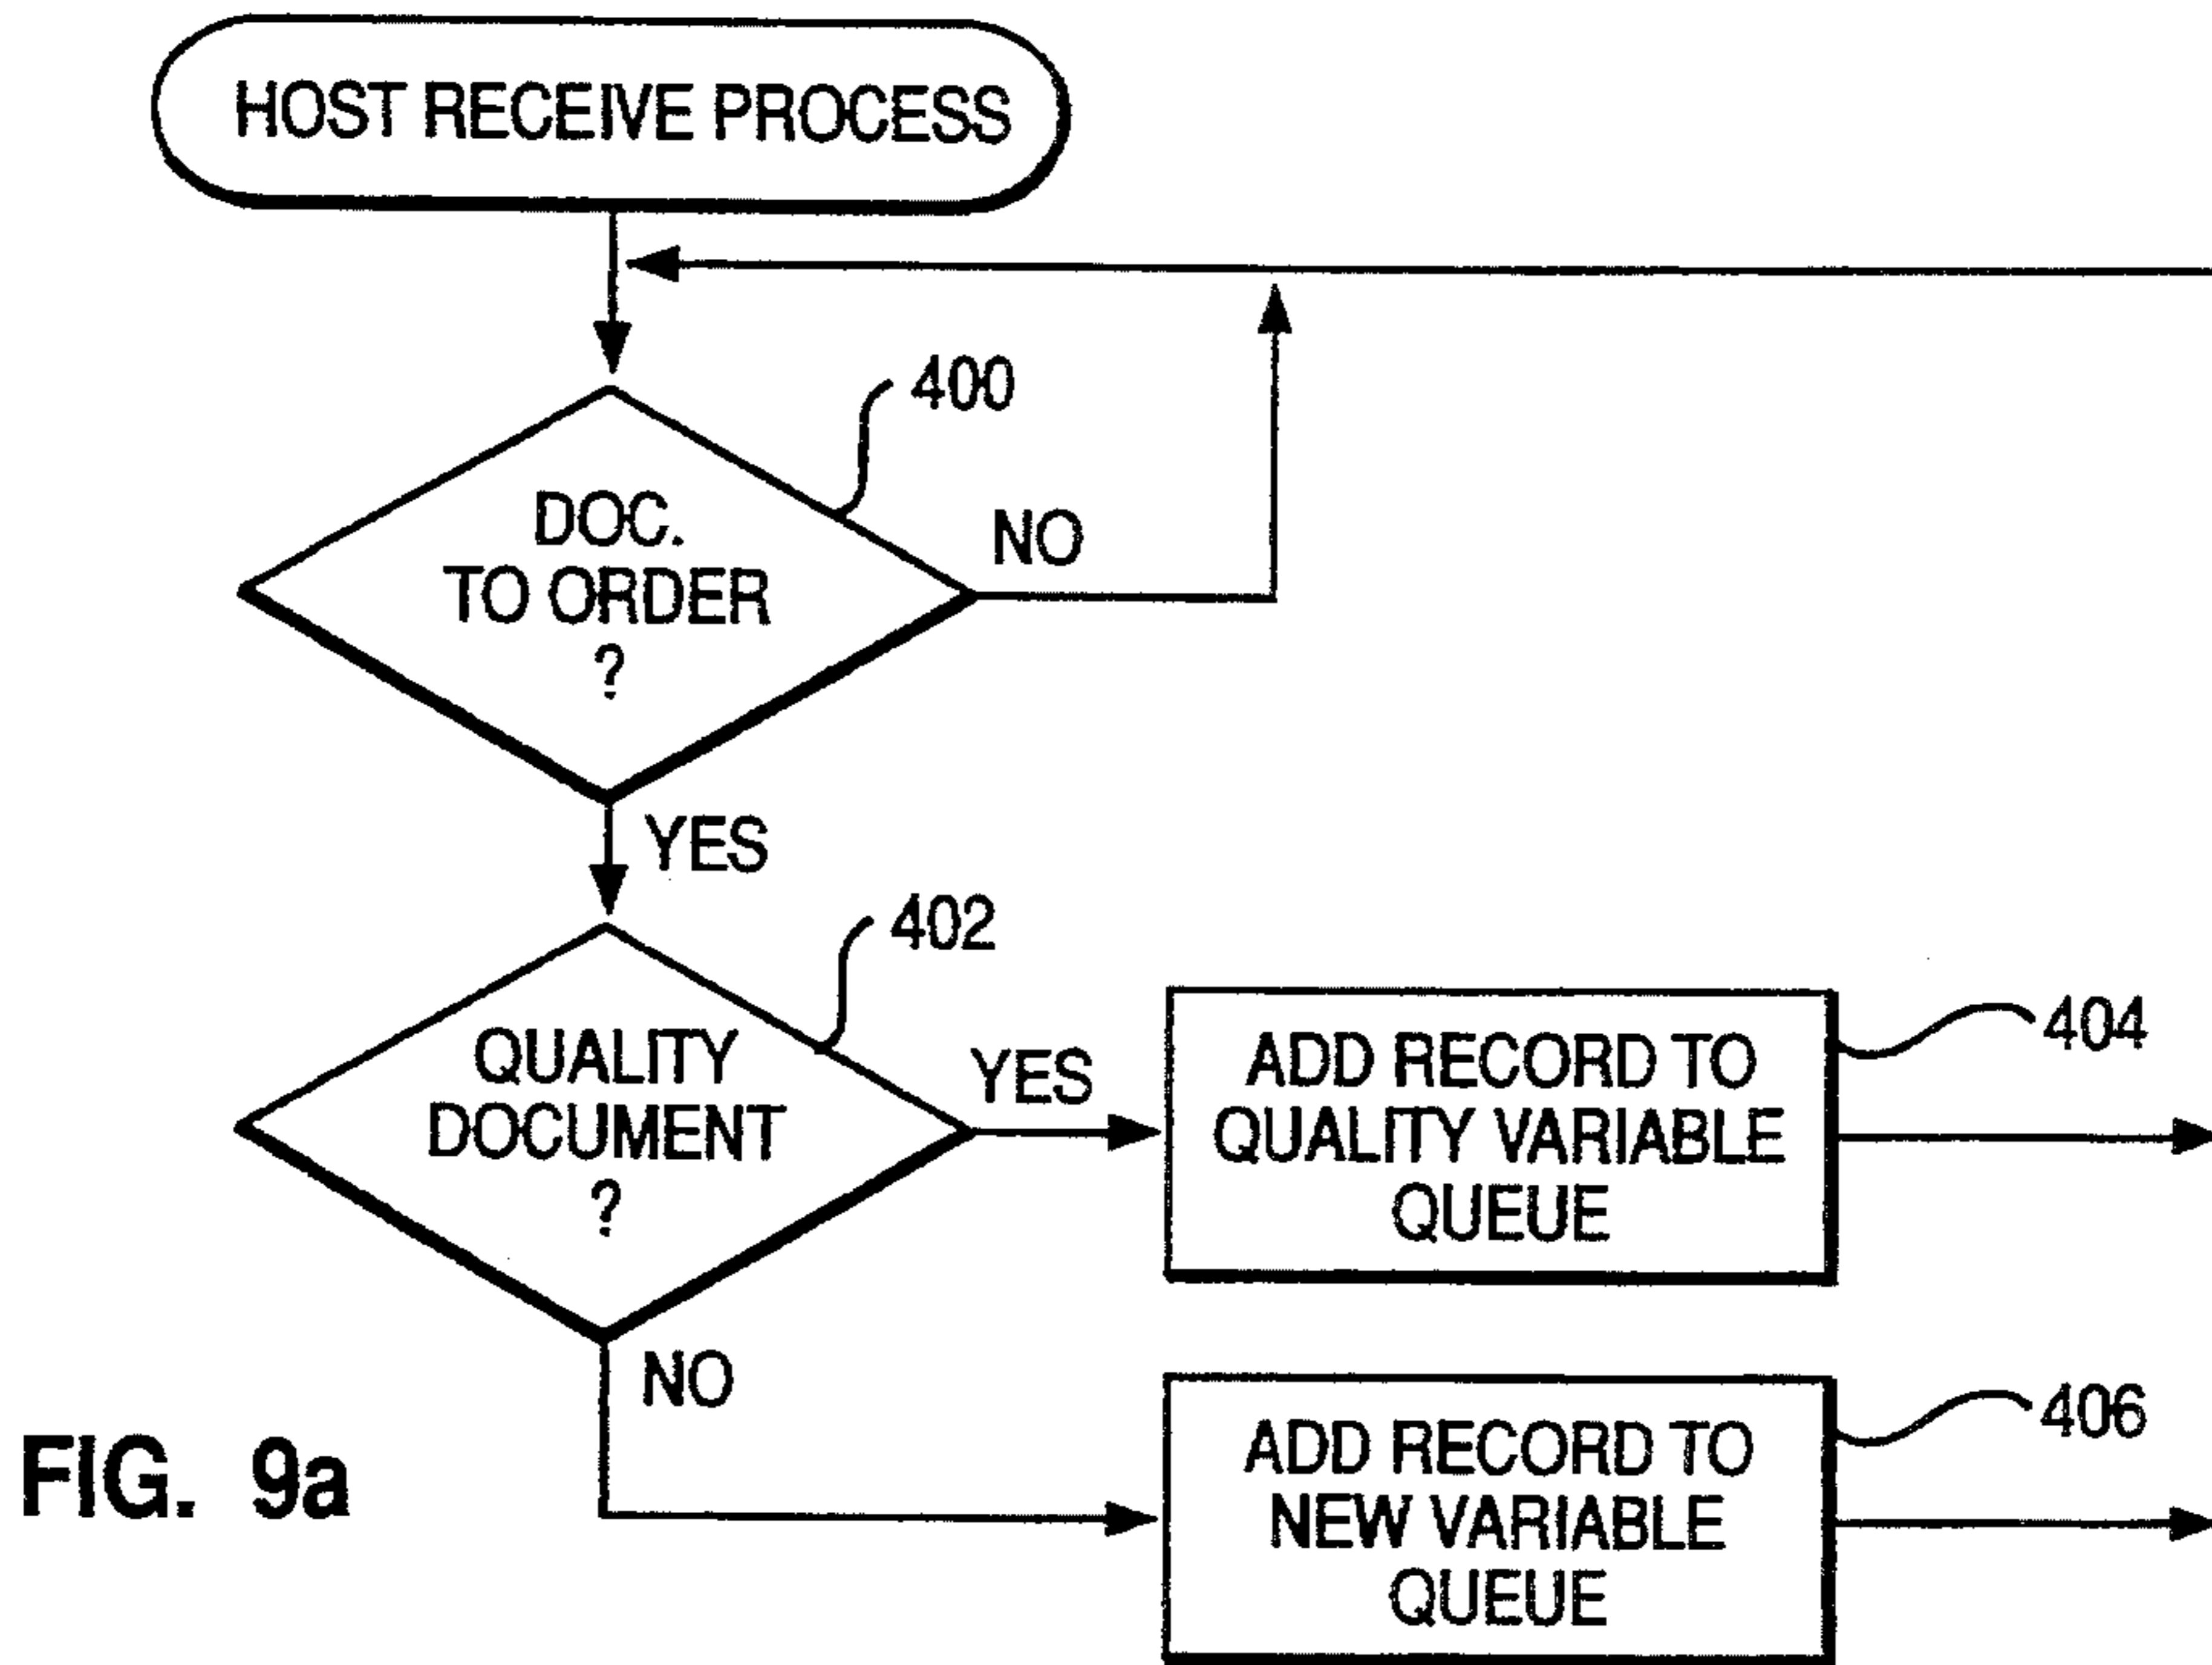 HOST RECEIVE PROCESS
400
DOC.
TO ORDER
?
NO
YES
402
QUALITY
DOCUMENT
?
YES
ADD RECORD TO
QUALITY VARIABLE
QUEUE
404
NO
ADD RECORD TO
NEW VARIABLE
QUEUE
406
FIG. 9a